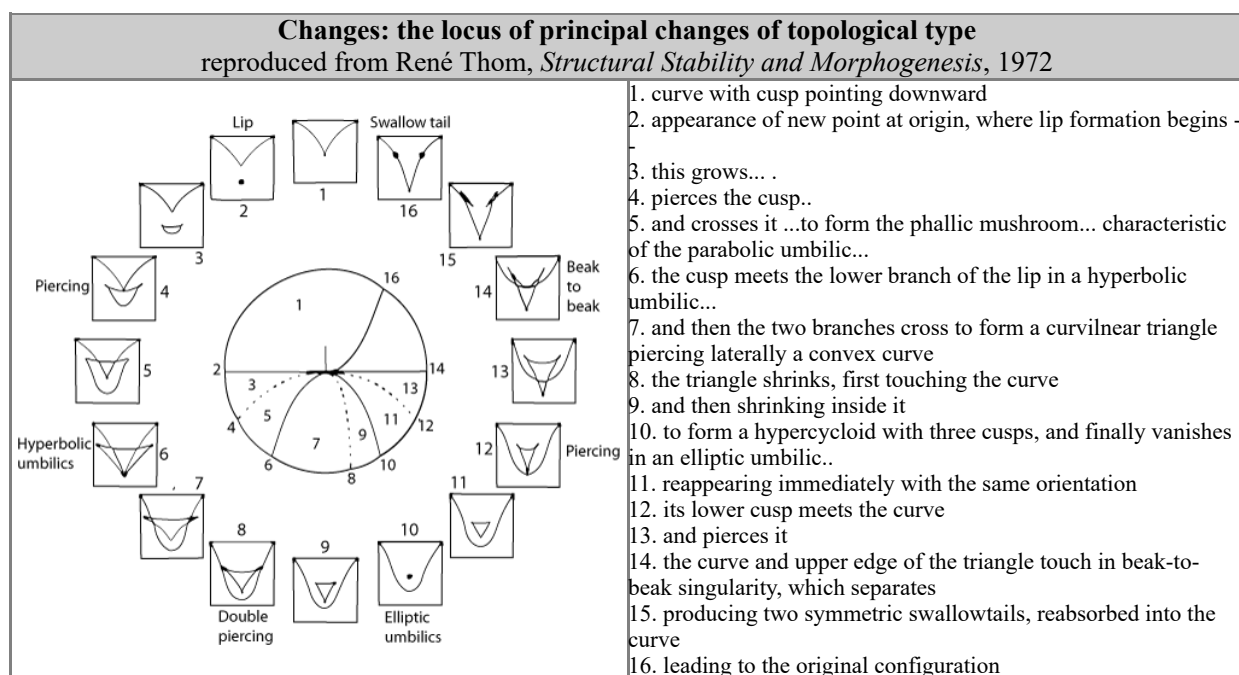 Changes: the locus of principal changes of topological type
reproduced from René Thom, Structural Stability and Morphogenesis, 1972
Lip
Swallow tail
1
2
16
3
15
Piercing
4
14
Beak
to
beak
5
13
Hyperbolic
umbilics
6
12
Piercing
7
11
8
9
10
Double
piercing
Elliptic
umbilics
1
16
2
14
3
13
4
5
11
12
7
9
6
8
10
1. curve with cusp pointing downward
2. appearance of new point at origin, where lip formation begins -
-
3. this grows... .
4. pierces the cusp..
5. and crosses it ...to form the phallic mushroom... characteristic
of the parabolic umbilic...
6. the cusp meets the lower branch of the lip in a hyperbolic
umbilic...
7. and then the two branches cross to form a curvilnear triangle
piercing laterally a convex curve
8. the triangle shrinks, first touching the curve
9. and then shrinking inside it
10. to form a hypercycloid with three cusps, and finally vanishes
in an elliptic umbilic..
11. reappearing immediately with the same orientation
12. its lower cusp meets the curve
13. and pierces it
14. the curve and upper edge of the triangle touch in beak-to-
beak singularity, which separates
15. producing two symmetric swallowtails, reabsorbed into the
curve
16. leading to the original configuration